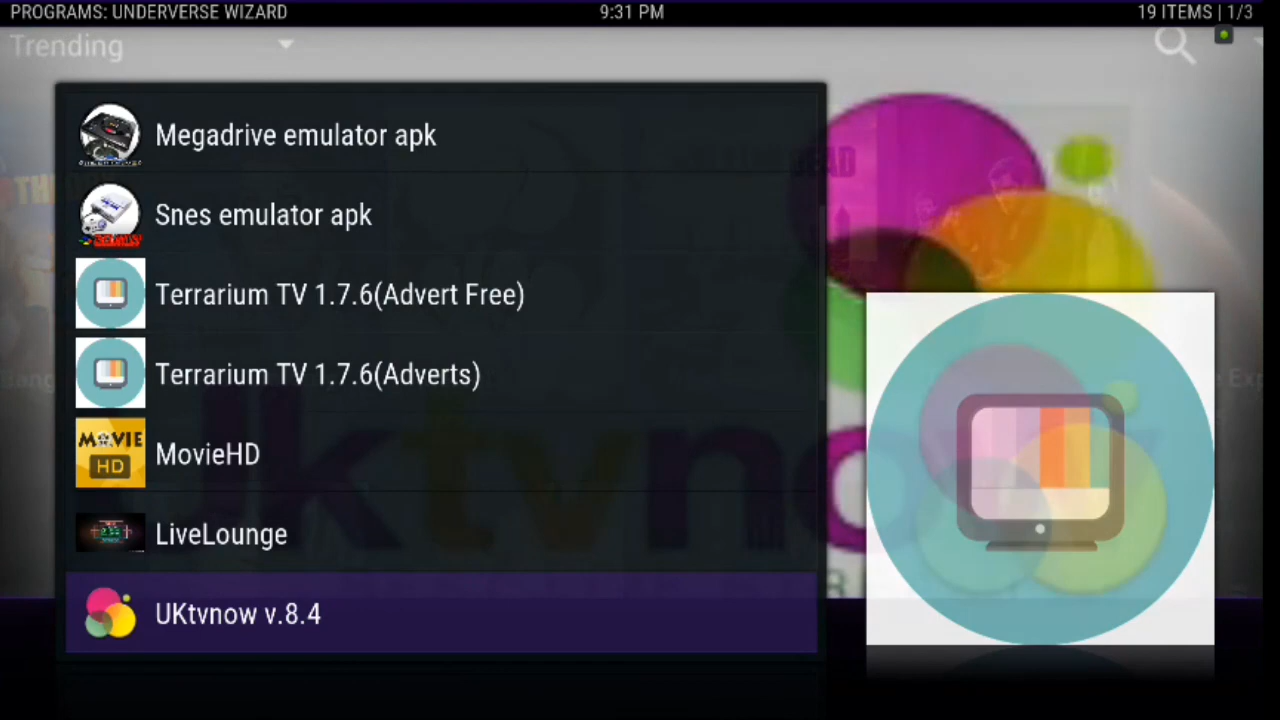 PROGRAMS: UNDERVERSE WIZARD
9:31 PM
19 ITEMS | 1/3
Trending
Megadrive emulator apk
Snes emulator apk
Terrarium TV 1.7.6(Advert Free)
Terrarium TV 1.7.6(Adverts)
MOVIE
HD
MovieHD
LiveLounge
UKtvnow v.8.4